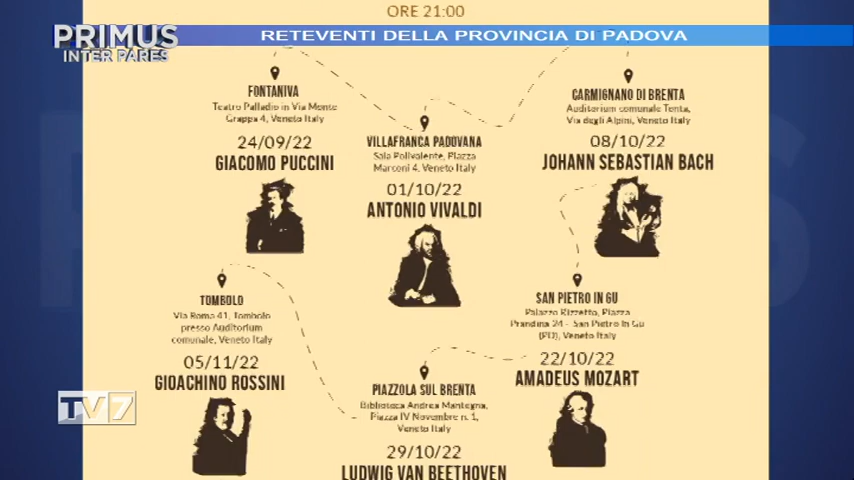 ORE 21:00
PRIMUS
INTER PARES
RETEVENTI DELLA PROVINCIA DI PADOVA
FONTANIVA
Teatro Palladio in Via Monte
Grappa 4, Veneto Italy
24/09/22
GIACOMO PUCCINI
VILLAFRANCA PADOVANA
Sala Polivalente, Piazza
Marconi 4, Veneto Italy
01/10/22
ANTONIO VIVALDI
CARMIGNANO DI BRENTA
Auditorium comunale Tenta,
Via degli Alpini, Veneto Italy
08/10/22
JOHANN SEBASTIAN BACH
TOMBOLO
Via Roma 41, Tombolo
presso Auditorium
comunale, Veneto Italy
05/11/22
GIOACHINO ROSSINI
PIAZZOLA SUL BRENTA
Biblioteca Andrea Mantegna,
Piazza IV Novembre n. 1,
Veneto Italy
29/10/22
LUDWIG VAN BEETHOVEN
SAN PIETRO IN GU
Palazzo Rizzetto, Piazza
Prandina 24 - San Pietro In Gu
(PD), Veneto Italy
22/10/22
AMADEUS MOZART
TV7